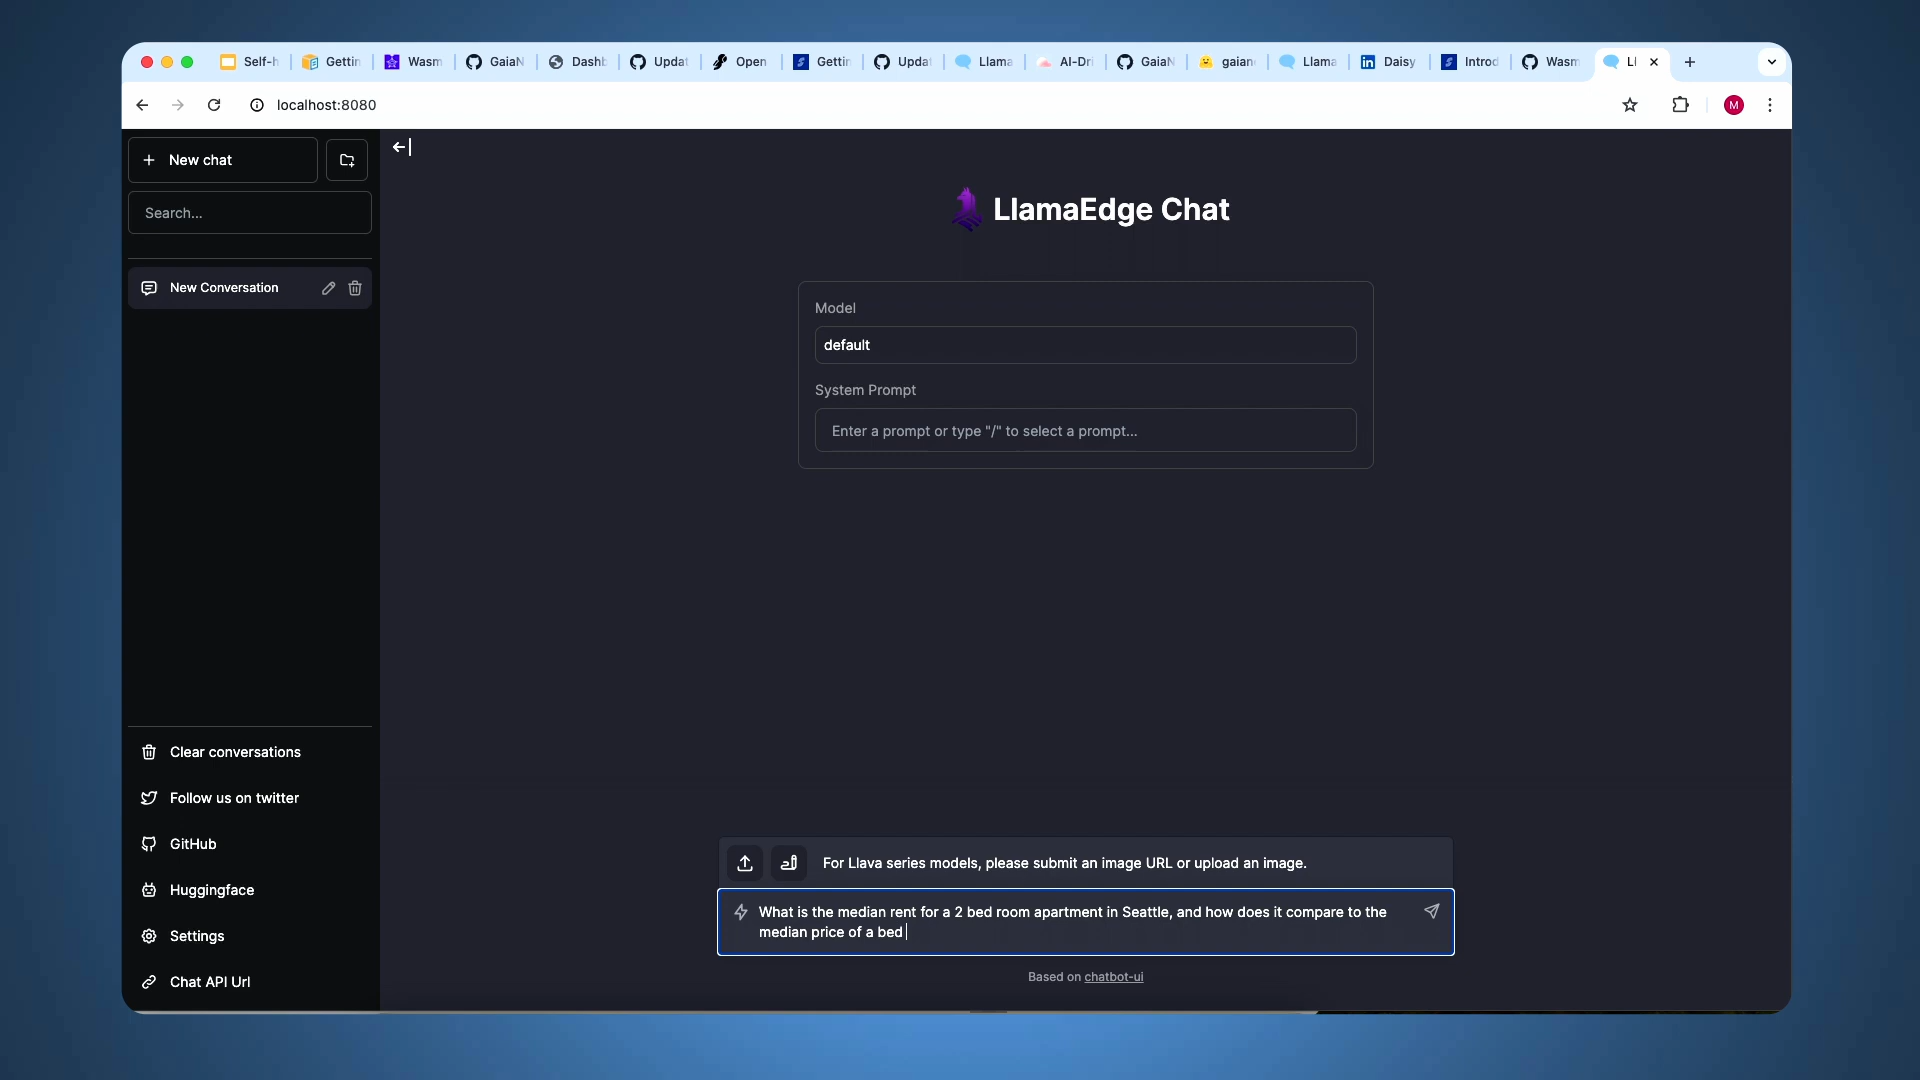 Self-h
Gettin
Wasm
GaiaN
Dashb
Updat
Open
Gettin
Updat
Llama
AI-Dri
GaiaN
gaian
Llama
Daisy
Introd
Wasm
Ll
localhost:8080
M
New chat
Search...
New Conversation
LlamaEdge Chat
Model
default
System Prompt
Enter a prompt or type "/" to select a prompt...
Clear conversations
Follow us on twitter
GitHub
Huggingface
Settings
Chat API Url
For Llava series models, please submit an image URL or upload an image.
What is the median rent for a 2 bed room apartment in Seattle, and how does it compare to the
median price of a bed
Based on chatbot-ui